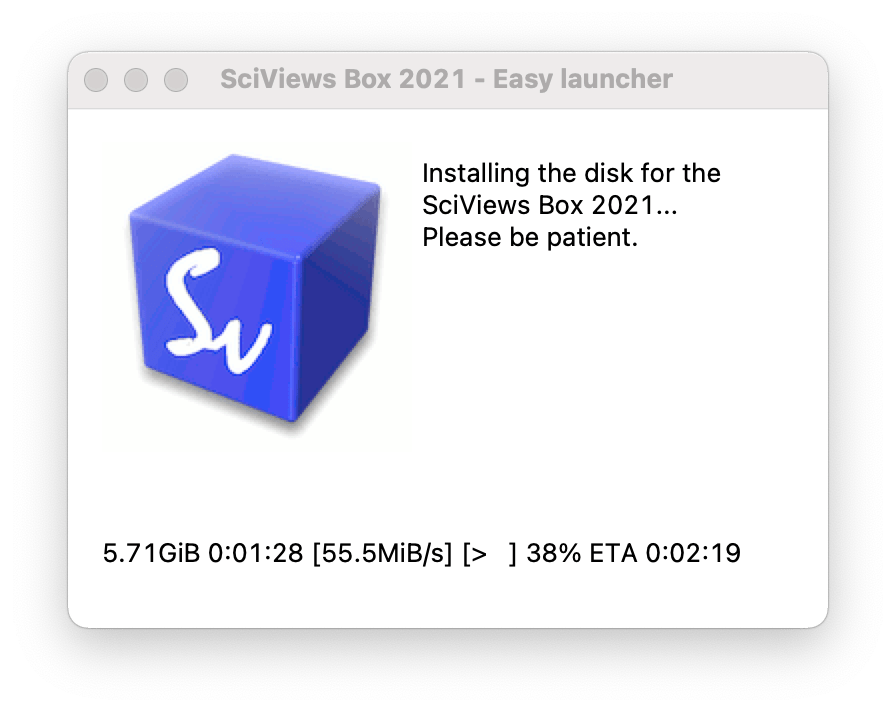 SciViews Box 2021 - Easy launcher
Installing the disk for the
SciViews Box 2021...
Please be patient.
Sv
5.71GiB 0:01:28 [55.5MiB/s] [>   ] 38% ETA 0:02:19